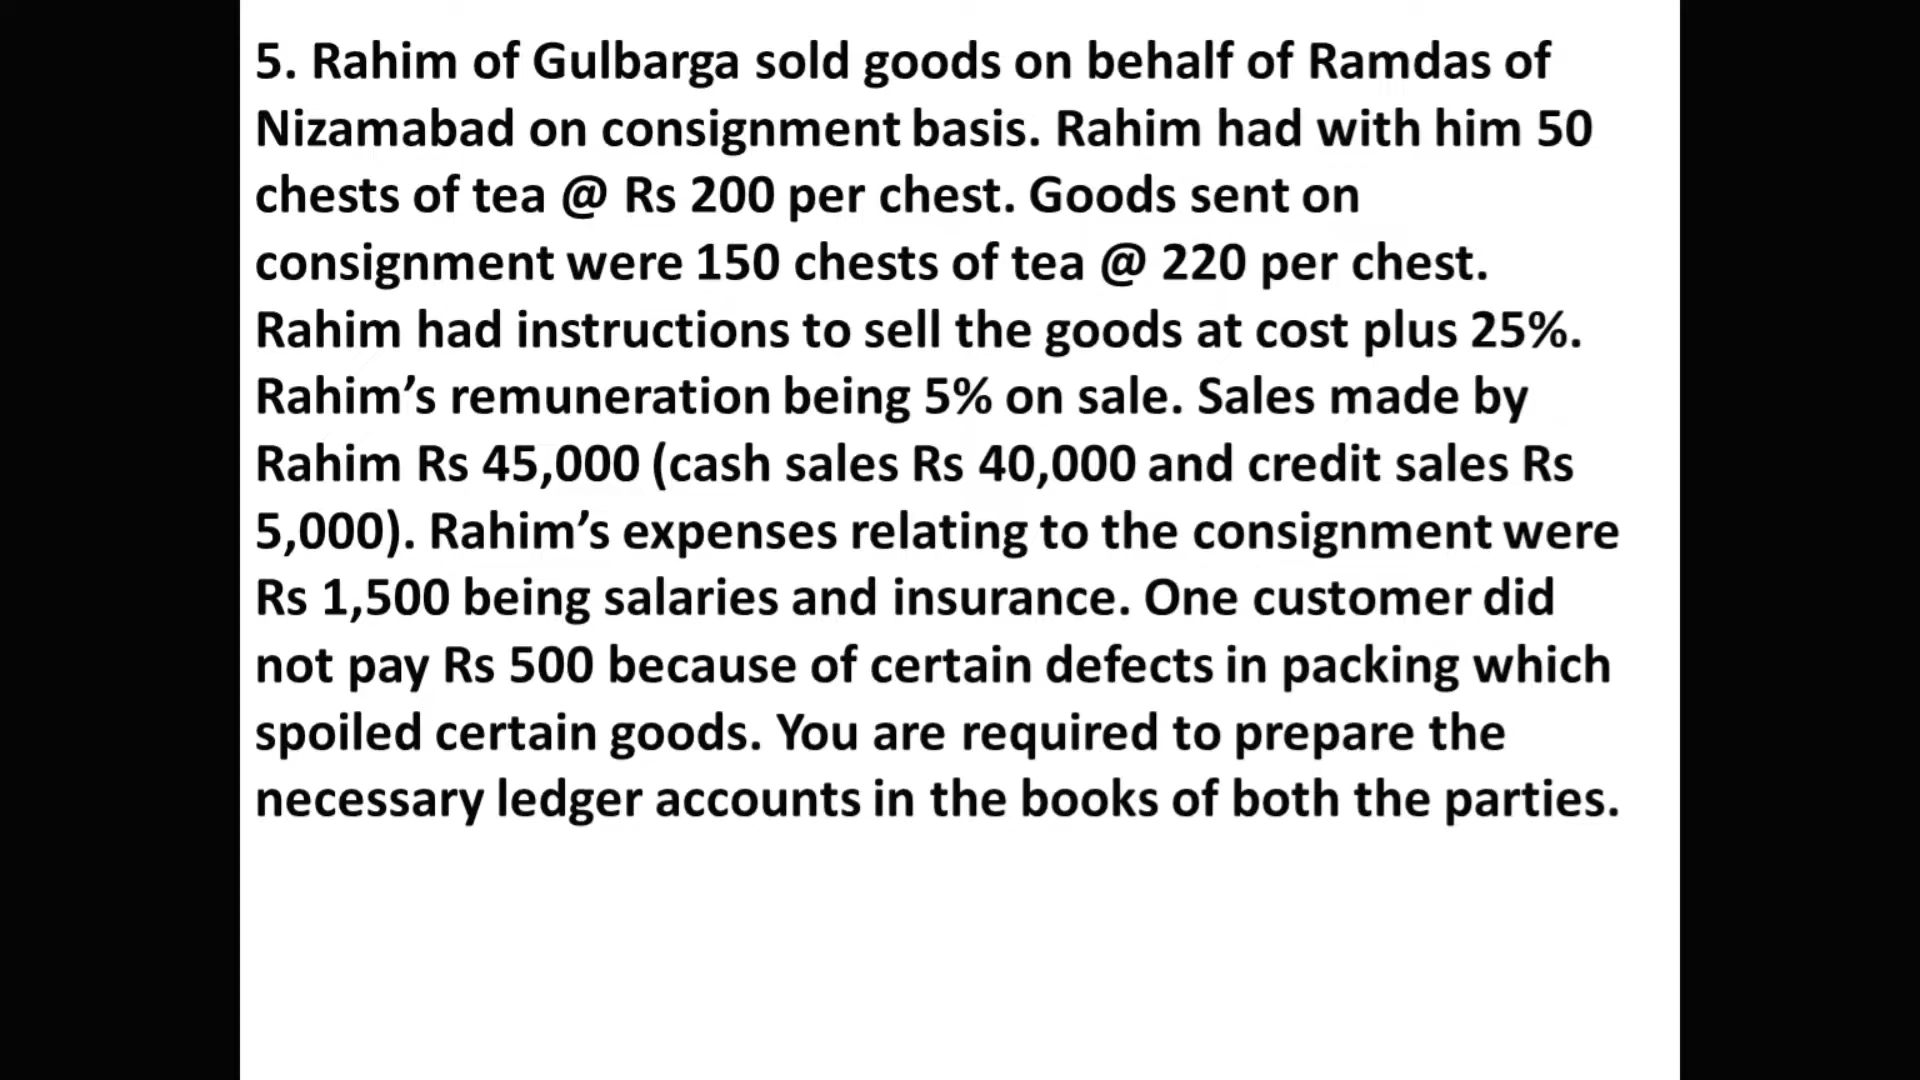 5. Rahim of Gulbarga sold goods on behalf of Ramdas of
Nizamabad on consignment basis. Rahim had with him 50
chests of tea @ Rs 200 per chest. Goods sent on
consignment were 150 chests of tea @ 220 per chest.
Rahim had instructions to sell the goods at cost plus 25%.
Rahim’s remuneration being 5% on sale. Sales made by
Rahim Rs 45,000 (cash sales Rs 40,000 and credit sales Rs
5,000). Rahim’s expenses relating to the consignment were
Rs 1,500 being salaries and insurance. One customer did
not pay Rs 500 because of certain defects in packing which
spoiled certain goods. You are required to prepare the
necessary ledger accounts in the books of both the parties.